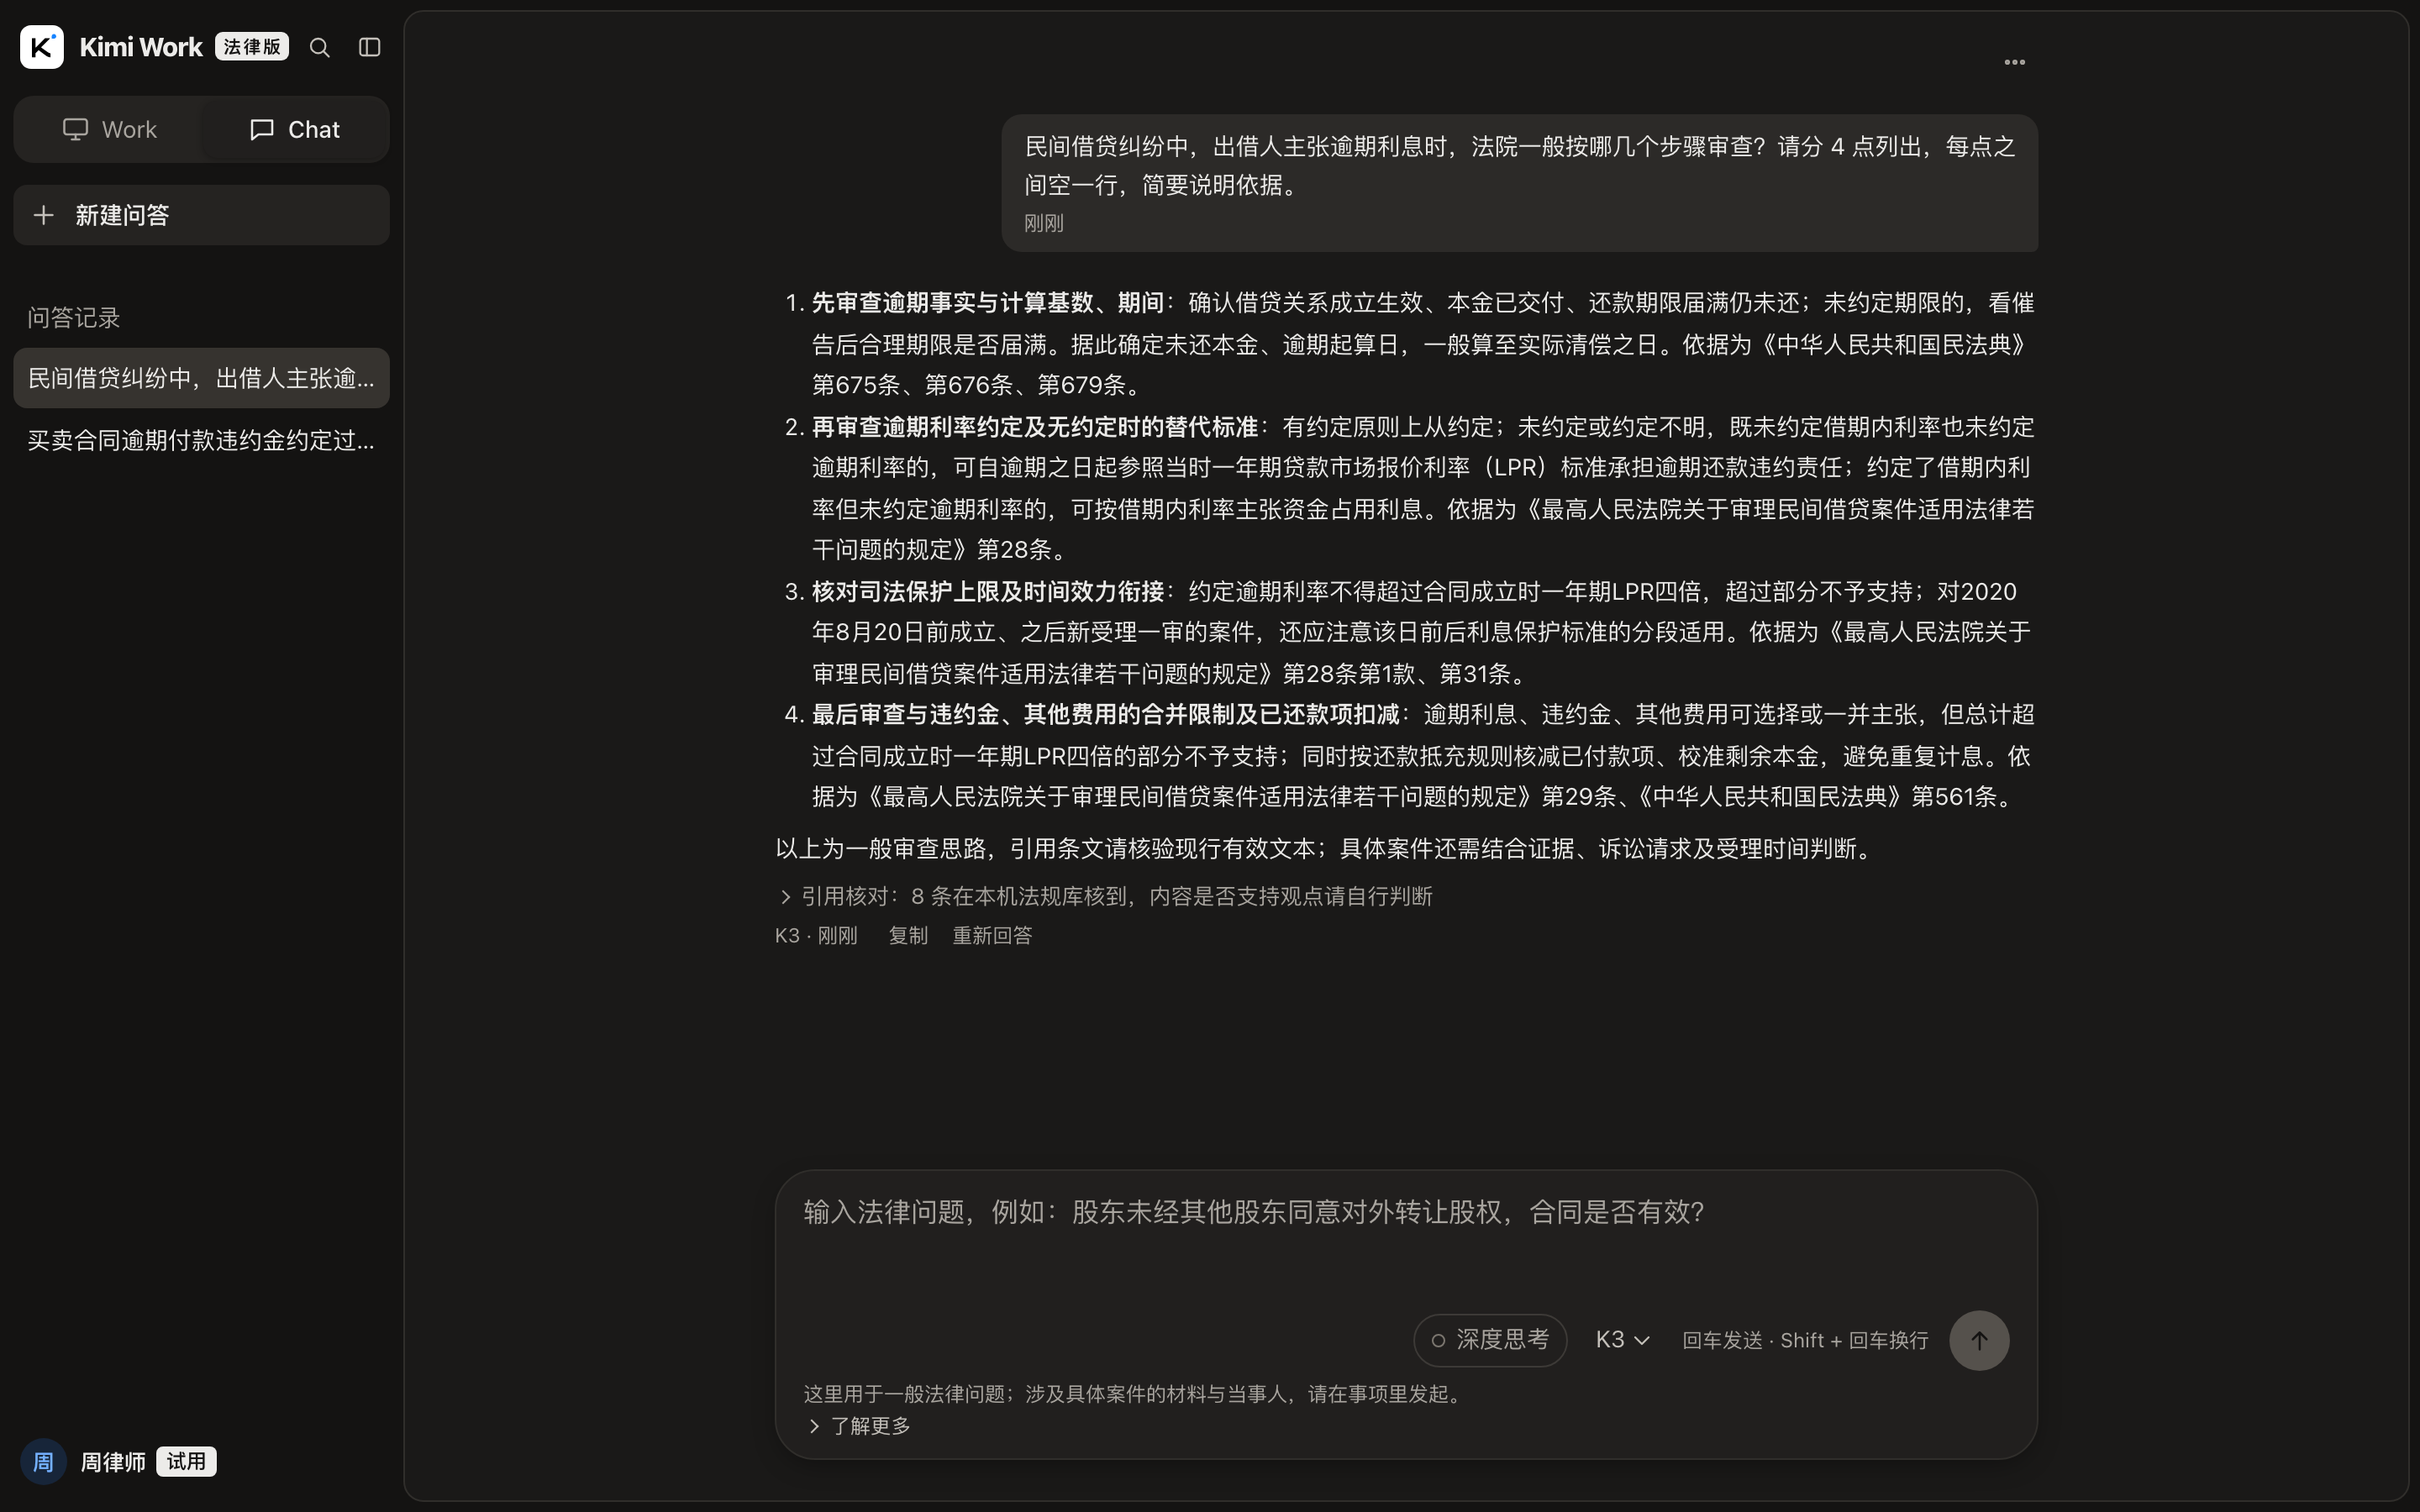 Kimi Work 法律版
Work
Chat
新建问答
问答记录
民间借贷纠纷中，出借人主张逾...
买卖合同逾期付款违约金约定过...
周 周律师 试用
民间借贷纠纷中，出借人主张逾期利息时，法院一般按哪几个步骤审查？请分 4 点列出，每点之
间空一行，简要说明依据。
刚刚
1. 先审查逾期事实与计算基数、期间：确认借贷关系成立生效、本金已交付、还款期限届满仍未还；未约定期限的，看催
告后合理期限是否届满。据此确定未还本金、逾期起算日，一般算至实际清偿之日。依据为《中华人民共和国民法典》
第675条、第676条、第679条。
2. 再审查逾期利率约定及无约定时的替代标准：有约定原则上从约定；未约定或约定不明，既未约定借期内利率也未约定
逾期利率的，可自逾期之日起参照当时一年期贷款市场报价利率（LPR）标准承担逾期还款违约责任；约定了借期内利
率但未约定逾期利率的，可按借期内利率主张资金占用利息。依据为《最高人民法院关于审理民间借贷案件适用法律若
干问题的规定》第28条。
3. 核对司法保护上限及时间效力衔接：约定逾期利率不得超过合同成立时一年期LPR四倍，超过部分不予支持；对2020
年8月20日前成立、之后新受理一审的案件，还应注意该日前后利息保护标准的分段适用。依据为《最高人民法院关于
审理民间借贷案件适用法律若干问题的规定》第28条第1款、第31条。
4. 最后审查与违约金、其他费用的合并限制及已还款项扣减：逾期利息、违约金、其他费用可选择或一并主张，但总计超
过合同成立时一年期LPR四倍的部分不予支持；同时按还款抵充规则核减已付款项、校准剩余本金，避免重复计息。依
据为《最高人民法院关于审理民间借贷案件适用法律若干问题的规定》第29条、《中华人民共和国民法典》第561条。
以上为一般审查思路，引用条文请核验现行有效文本；具体案件还需结合证据、诉讼请求及受理时间判断。
引用核对：8 条在本机法规库核到，内容是否支持观点请自行判断
K3 · 刚刚 复制 重新回答
输入法律问题，例如：股东未经其他股东同意对外转让股权，合同是否有效？
深度思考 K3 回车发送 · Shift + 回车换行
这里用于一般法律问题；涉及具体案件的材料与当事人，请在事项里发起。
了解更多